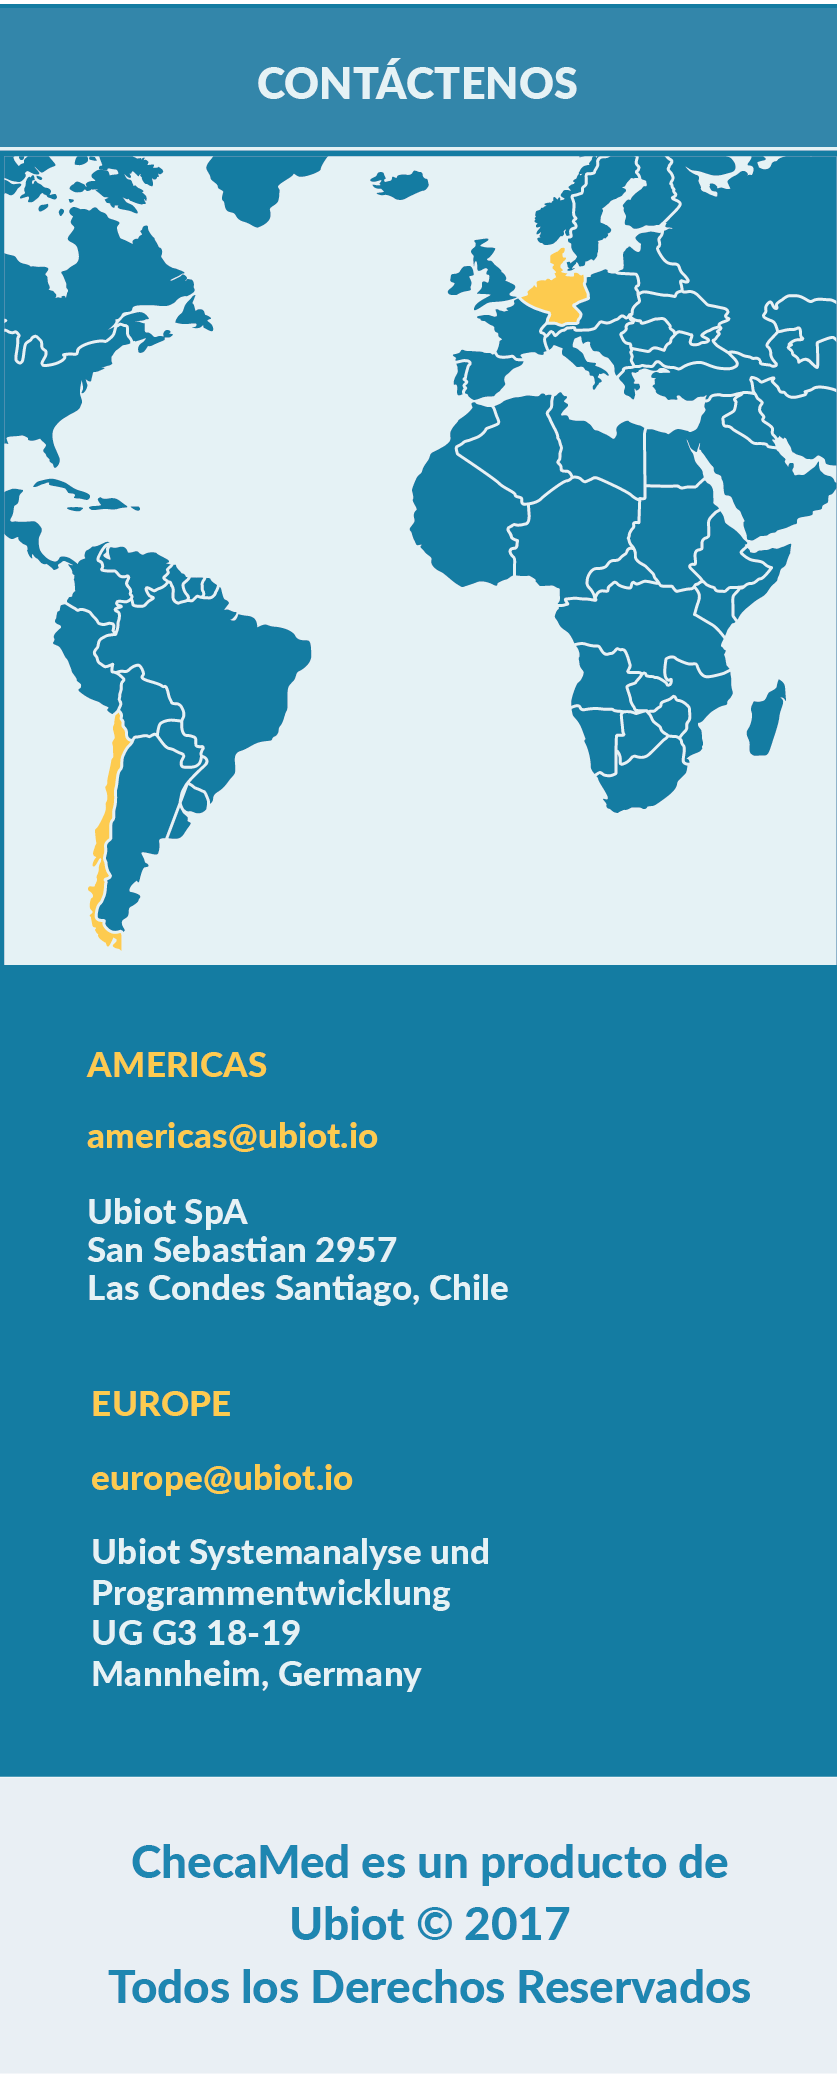 CONTÁCTENOS
AMERICAS
americas@ubiot.io
Ubiot SpA
San Sebastian 2957
Las Condes Santiago, Chile
EUROPE
europe@ubiot.io
Ubiot Systemanalyse und
Programmentwicklung
UG G3 18-19
Mannheim, Germany
ChecaMed es un producto de
Ubiot © 2017
Todos los Derechos Reservados